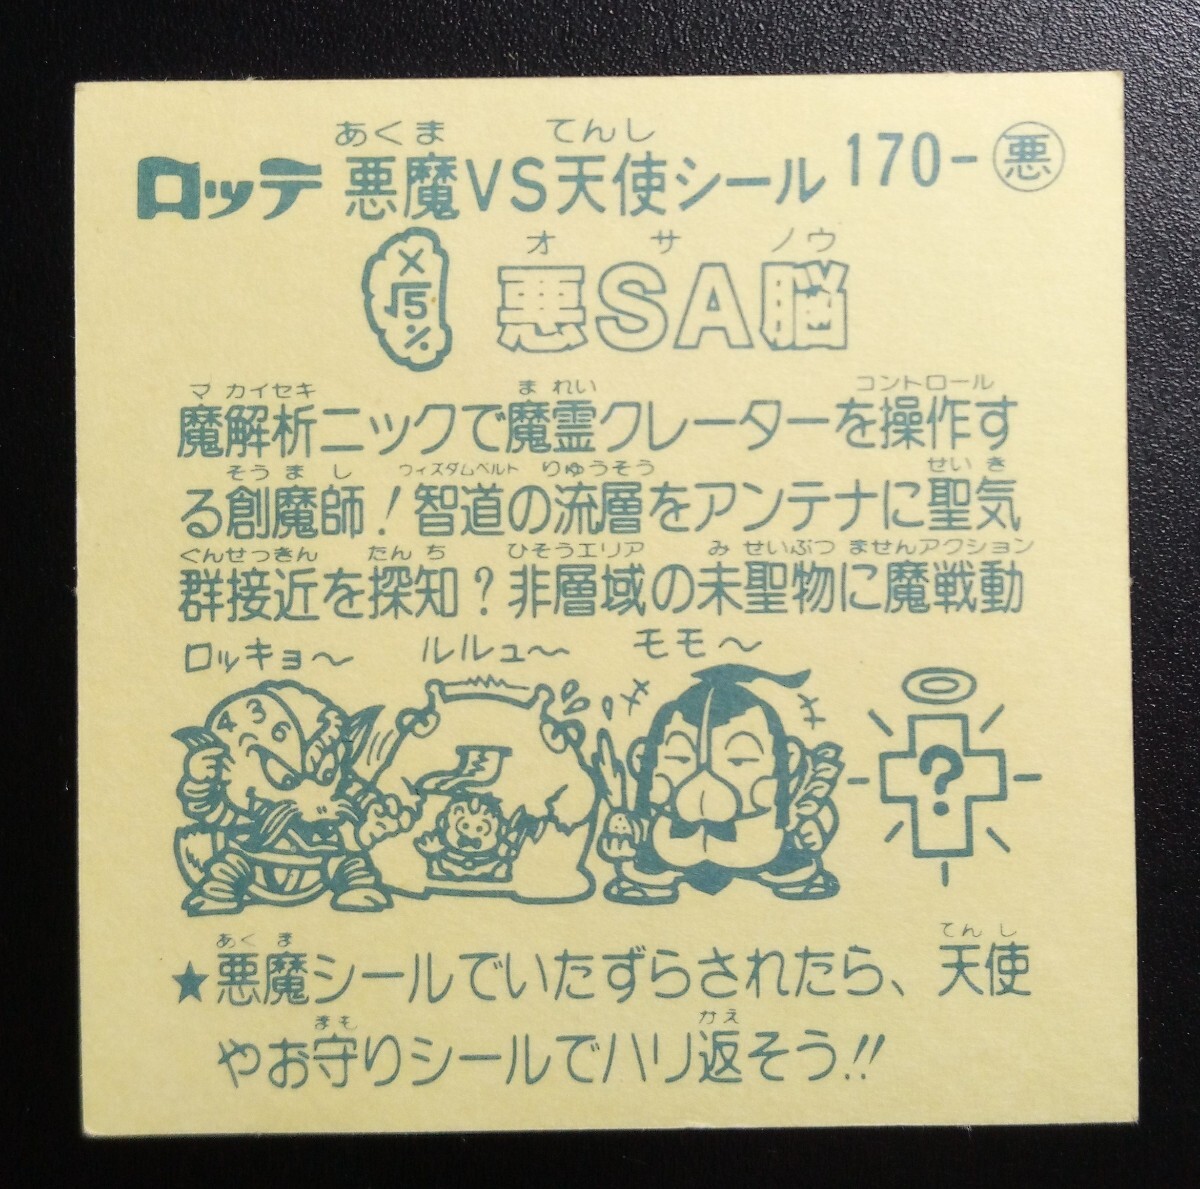 あくま てんし
ロッテ 悪魔VS天使シール 170-悪
オ サ ノウ
×√5% 悪SA脳
マ カイセキ ま れい コントロール
魔解析ニックで魔霊クレーターを操作す
そうま し ウィズダムベルト りゅうそう せい き
る創魔師!智道の流層をアンテナに聖気
ぐんせっきん たん ち ひそうエリア み せいぶつ ませんアクション
群接近を探知?非層域の未聖物に魔戦動
ロッキョ〜 ルルュ〜 モモ〜
4 3 6
?
あく ま てん し
★悪魔シールでいたずらされたら、天使
まも かえ
やお守りシールでハリ返そう!!